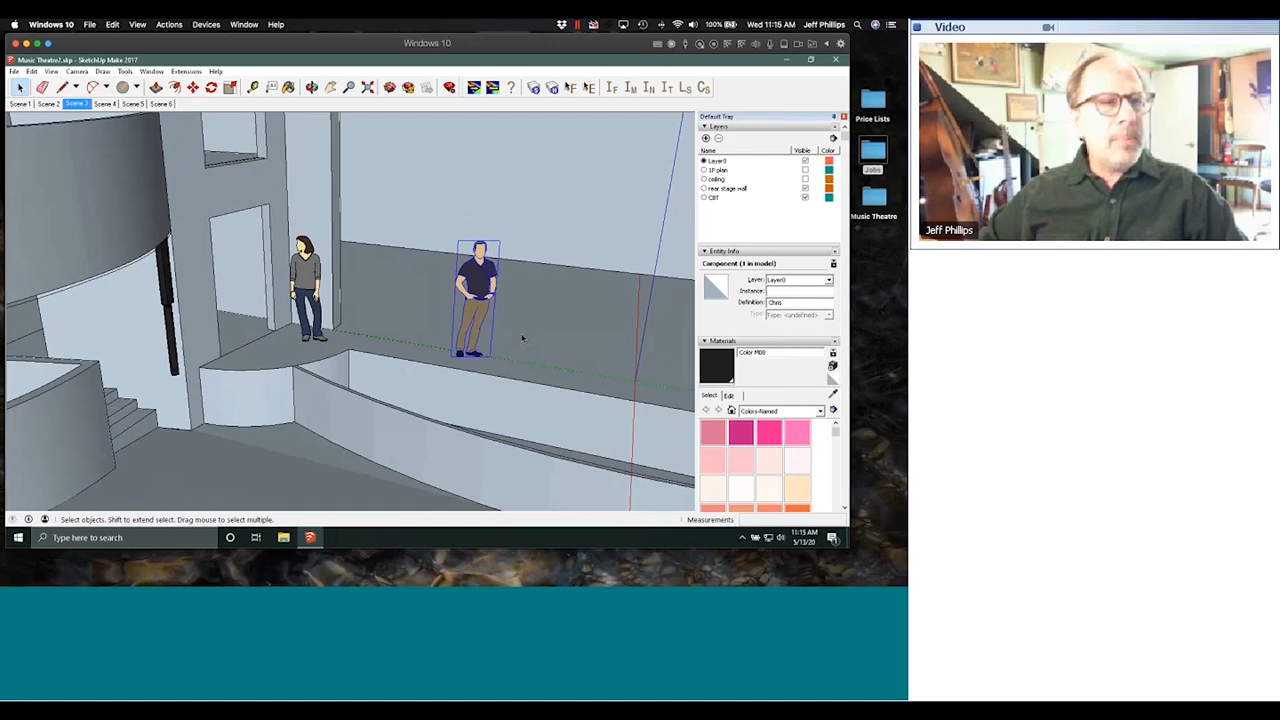 Windows 10 File Edit View Actions Devices Window Help
100% Wed 11:15 AM Jeff Phillips
Windows 10
Music Theatre2.skp - SketchUp Make 2017
File Edit View Camera Draw Tools Window Extensions Help
Scene 1 Scene 2 Scene 3 Scene 4 Scene 5 Scene 6
Default Tray
Layers
Name Visible Color
Layer0
1F plan
ceiling
rear stage wall
CBT
Entity Info
Component (1 in model)
Layer: Layer0
Instance:
Definition: Chris
Type: Type: <undefined>
Materials
Color M08
Select Edit
Colors-Named
Select objects. Shift to extend select. Drag mouse to select multiple.
Measurements
Type here to search
11:15 AM
5/13/20
Price Lists
Jobs
Music Theatre
Video
Jeff Phillips